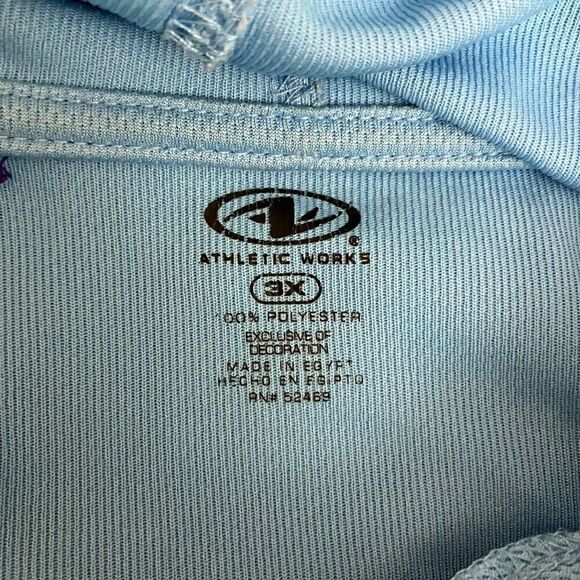 ®
ATHLETIC WORKS
3X
100% POLYESTER
EXCLUSIVE OF
DECORATION
MADE IN EGYPT
HECHO EN EGIPTO
RN# 52469